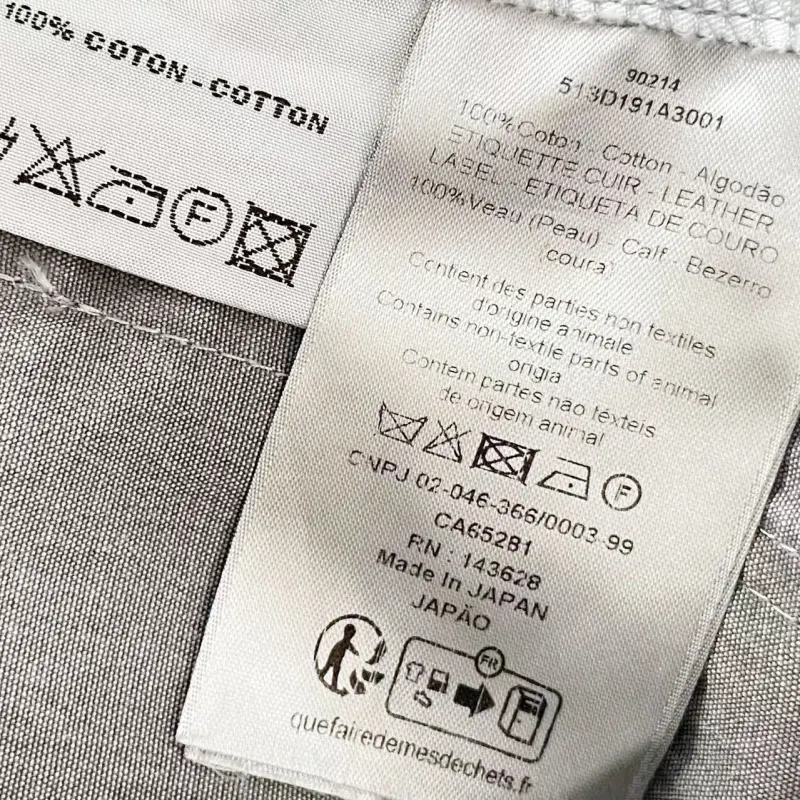 100% COTON - COTTON
F
90214
513D191A3001
100%Coton - Cotton - Algodão
ETIQUETTE CUIR - LEATHER
LABEL - ETIQUETA DE COURO
100%Veau (Peau) - Calf - Bezerro
Contient des parties non textiles
d'origine animale
Contains non-textile parts of animal
origia
Contem partes não têxteis
de origem animal
F
CNPJ 02-046-366/0003-99
CA65281
RN : 143628
Made In JAPAN
JAPÃO
FR
quefairedemesdechets.fr